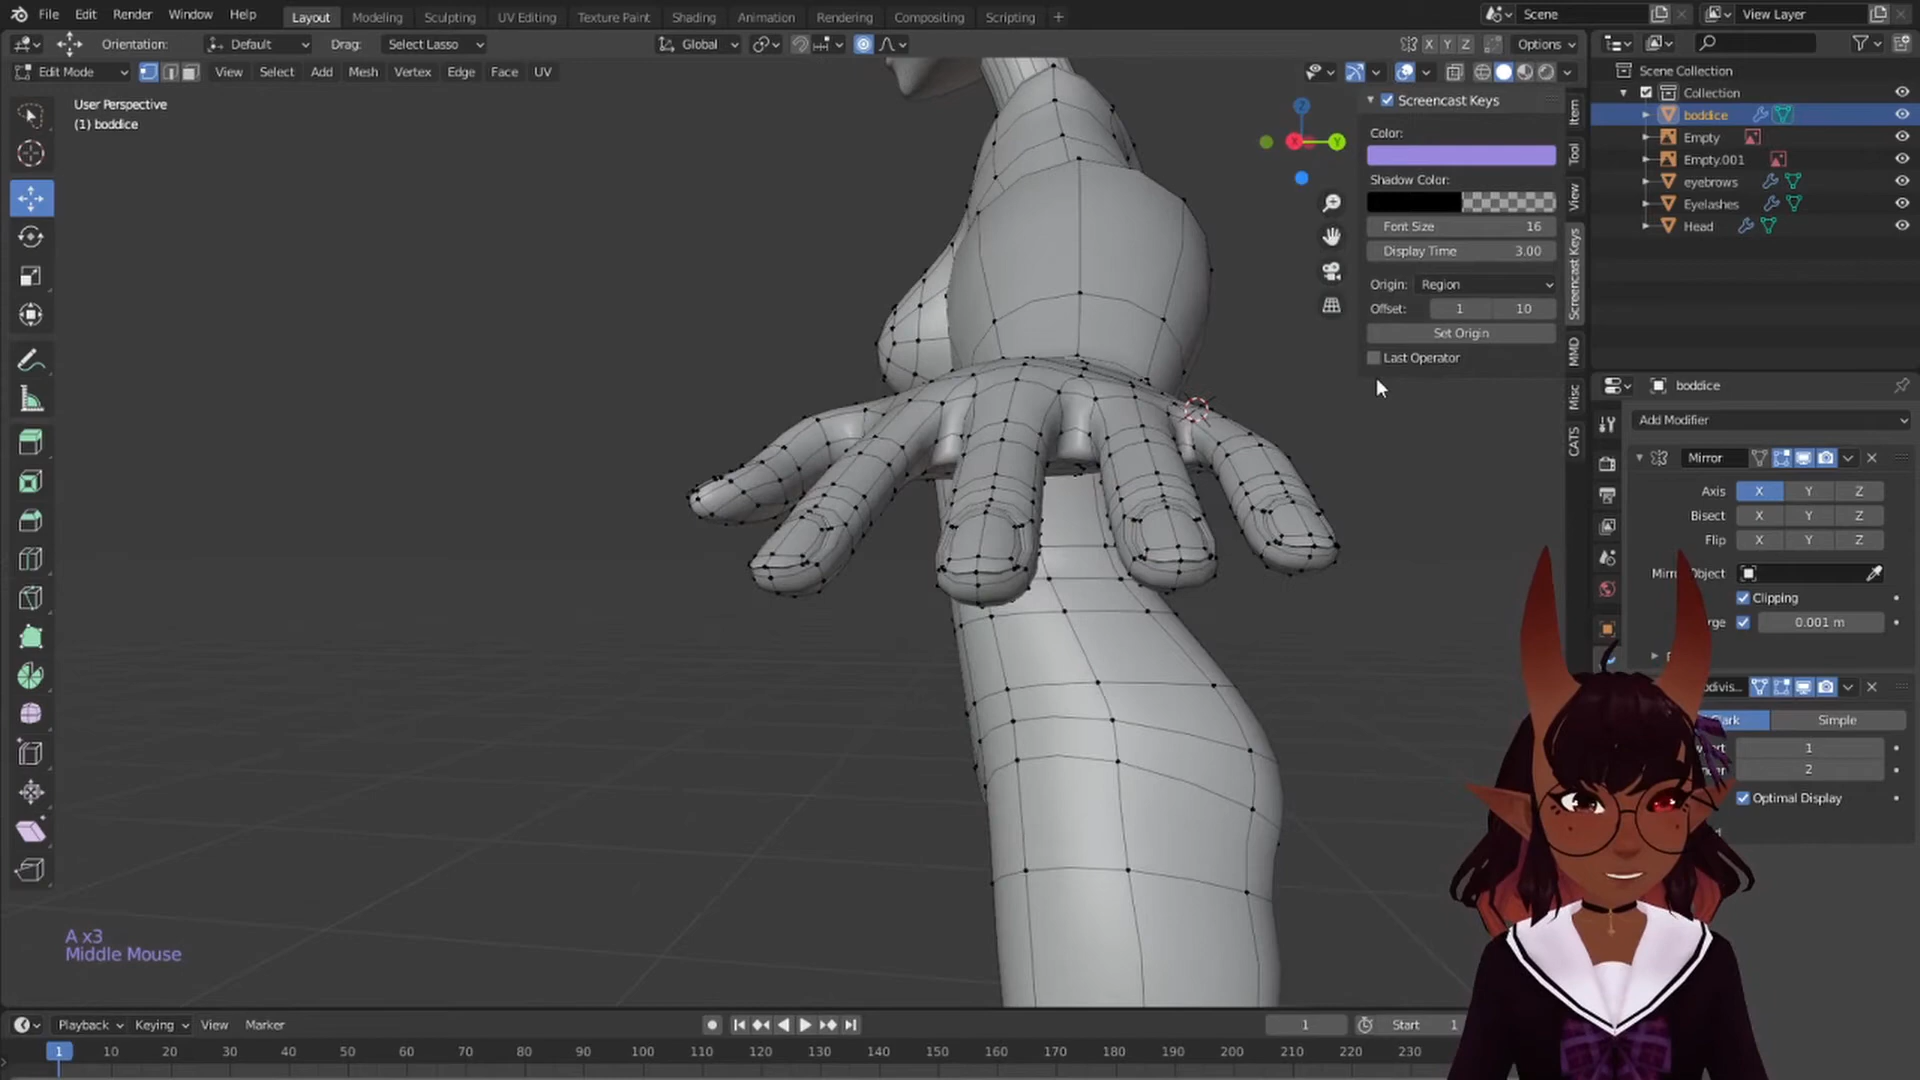 File Edit Render Window Help Layout Modeling Sculpting UV Editing Texture Paint Shading Animation Rendering Compositing Scripting + Scene View Layer
Orientation: Default Drag: Select Lasso Global X Y Z Options
Edit Mode View Select Add Mesh Vertex Edge Face UV
User Perspective
(1) boddice
Screencast Keys
Color:
Shadow Color:
Font Size 16
Display Time 3.00
Origin: Region
Offset: 1 10
Set Origin
Last Operator
Item
Tool
View
Screencast Keys
MMD
Misc
CATS
Z
X
Y
Scene Collection
Collection
boddice
Empty
Empty.001
eyebrows
Eyelashes
Head
boddice
Add Modifier
Mirror
Axis X Y Z
Bisect X Y Z
Flip X Y Z
Object
Clipping
0.001 m
Simple
1
2
Optimal Display
A x3
Middle Mouse
Playback Keying View Marker 1 Start 1
1 10 20 30 40 50 60 70 80 90 100 110 120 130 140 150 160 170 180 190 200 210 220 230